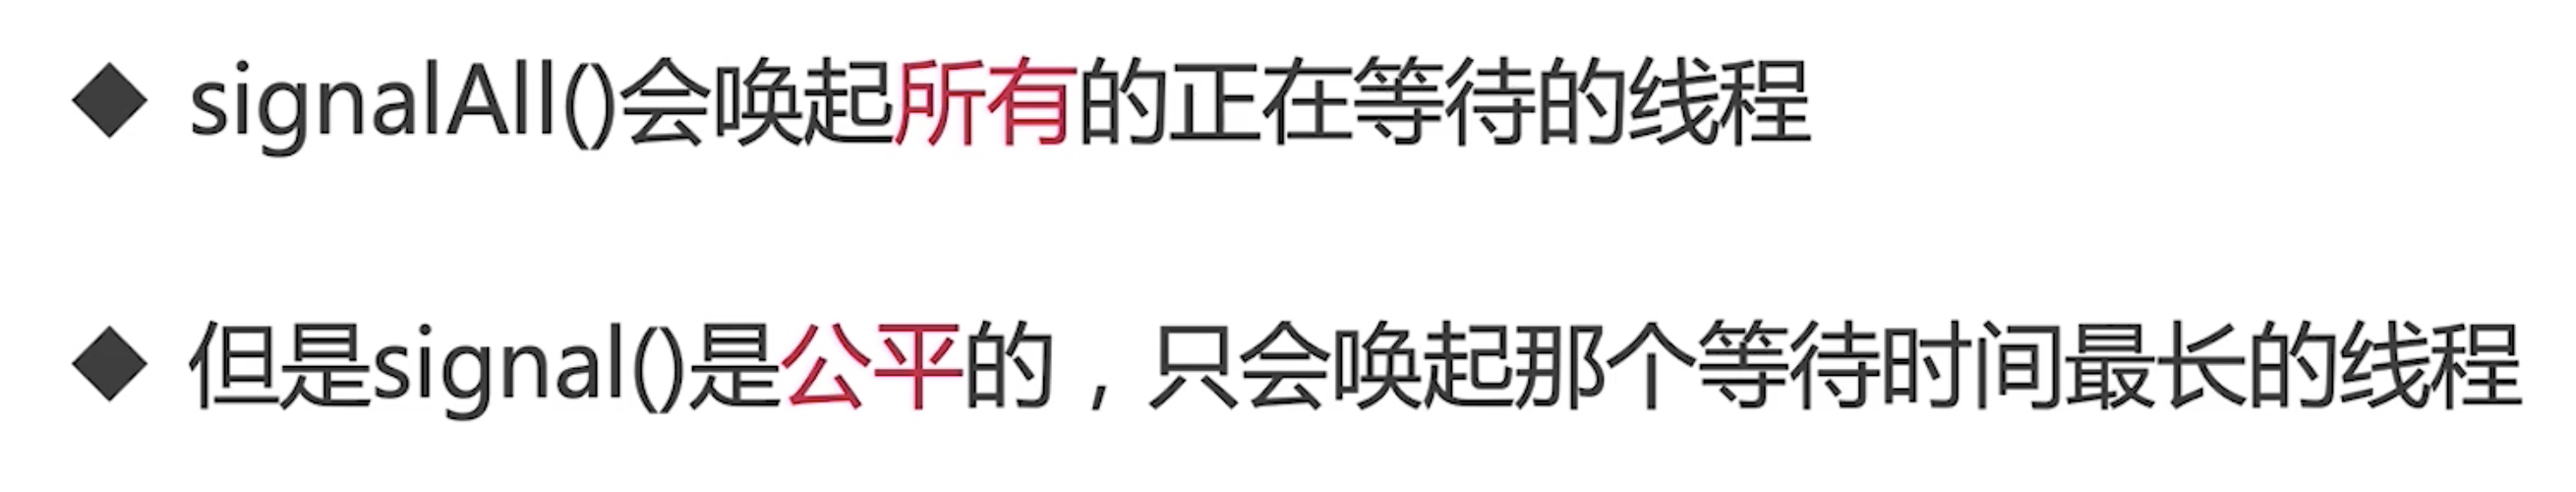 ◆ signalAll()会唤起所有的正在等待的线程
◆ 但是signal()是公平的，只会唤起那个等待时间最长的线程